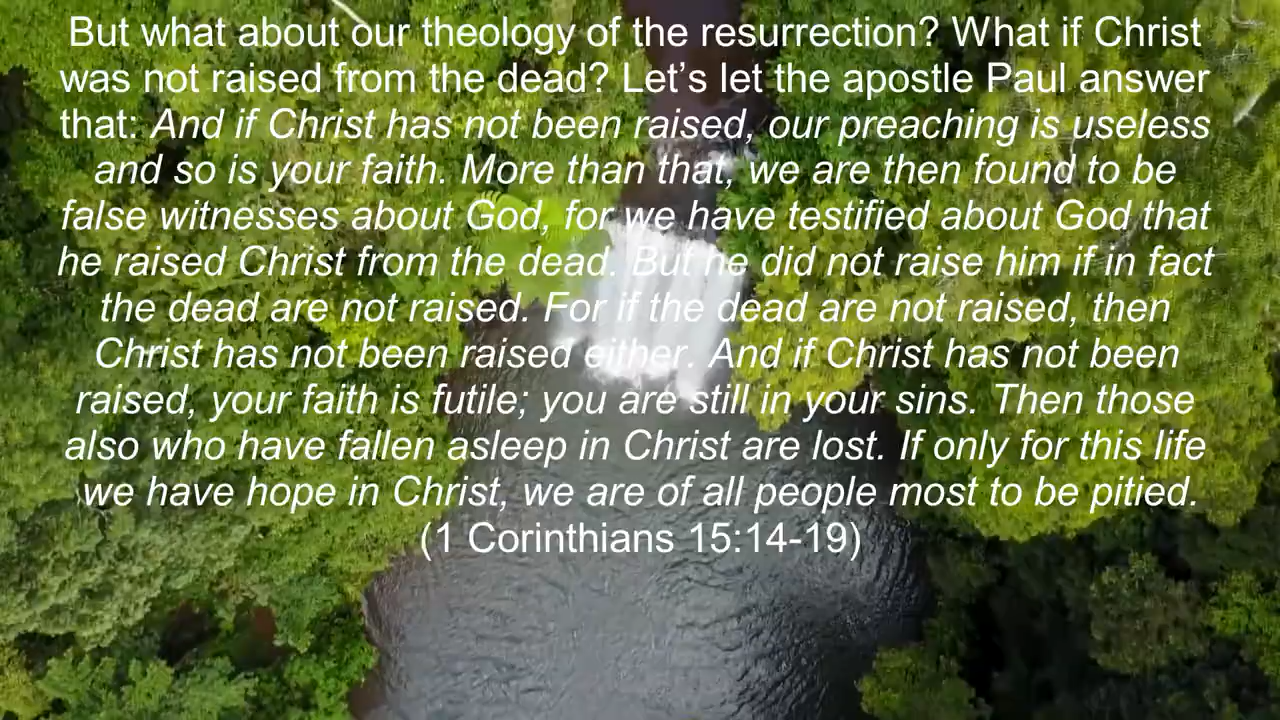 But what about our theology of the resurrection? What if Christ
was not raised from the dead? Let’s let the apostle Paul answer
that: And if Christ has not been raised, our preaching is useless
and so is your faith. More than that, we are then found to be
false witnesses about God, for we have testified about God that
he raised Christ from the dead. But he did not raise him if in fact
the dead are not raised. For if the dead are not raised, then
Christ has not been raised either. And if Christ has not been
raised, your faith is futile; you are still in your sins. Then those
also who have fallen asleep in Christ are lost. If only for this life
we have hope in Christ, we are of all people most to be pitied.
(1 Corinthians 15:14-19)